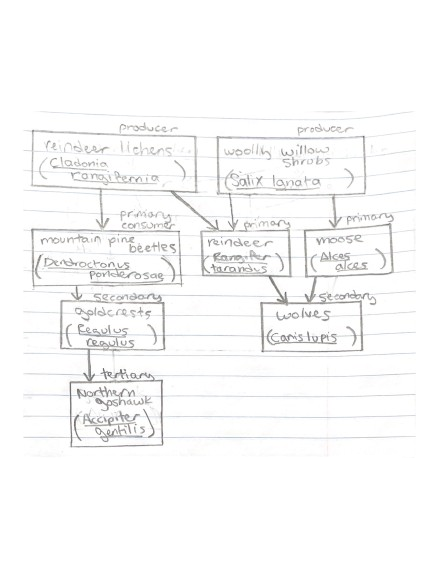 producer
reindeer lichens
(Cladonia
rangifernia)
producer
woolly willow
shrubs
(Salix lanata)
primary
consumer
mountain pine
beetles
(Dendroctonus
ponderosae)
primary
reindeer
(Rangifer
tarandus)
primary
moose
(Alces
alces)
secondary
goldcrests
(Regulus
regulus)
secondary
wolves
(Canis lupis)
tertiary
Northern
goshawk
(Accipiter
gentilis)